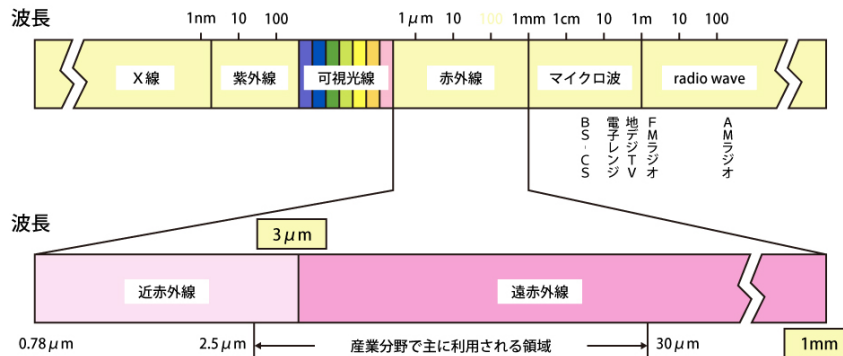 波長
1nm 10 100 1μm 10 100 1mm 1cm 10 1m 10 100
X線 紫外線 可視光線 赤外線 マイクロ波 radio wave
BS・CS
電子レンジ
地デジTV
FMラジオ
AMラジオ
波長
3μm
近赤外線 遠赤外線
0.78μm 2.5μm 産業分野で主に利用される領域 30μm 1mm